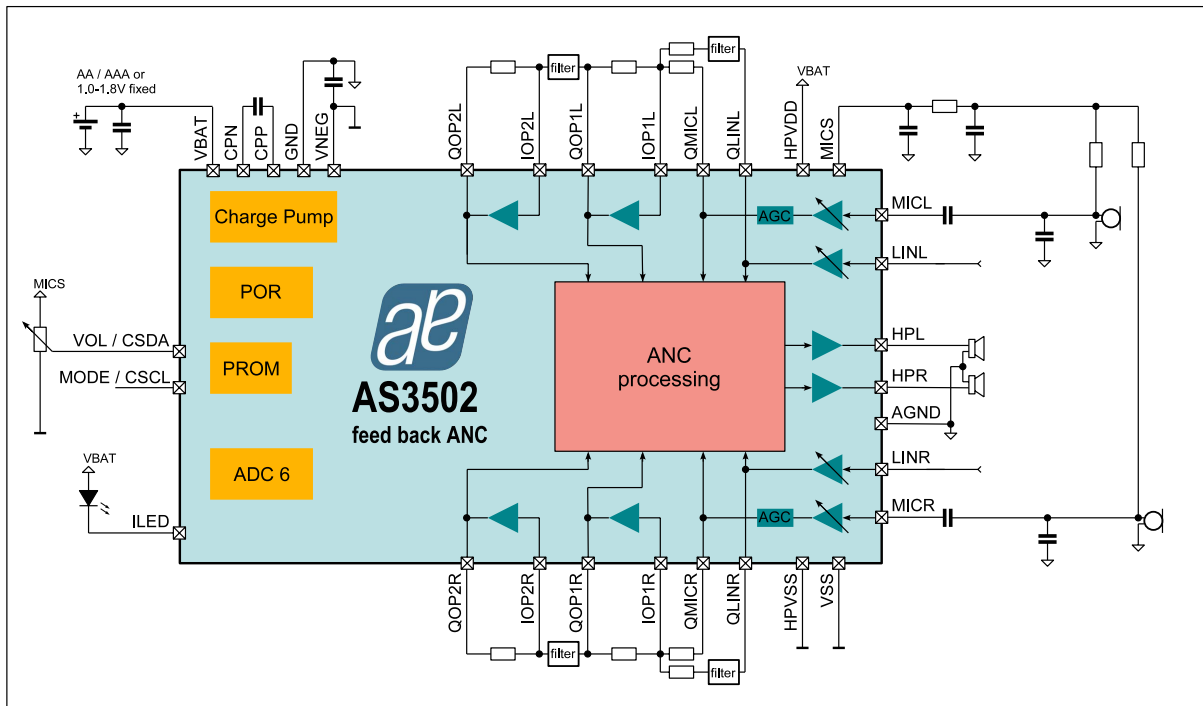 AA / AAA or
1.0-1.8V fixed
VBAT
CPN
CPP
GND
VNEG
QOP2L
IOP2L
QOP1L
IOP1L
QMICL
QLINL
HPVDD
MICS
filter
filter
VBAT
Charge Pump
POR
PROM
ADC 6
MICS
VOL / CSDA
MODE / CSCL
VBAT
ILED
ae
AS3502
feed back ANC
ANC
processing
AGC
AGC
MICL
LINL
HPL
HPR
AGND
LINR
MICR
QOP2R
IOP2R
QOP1R
IOP1R
QMICR
QLINR
HPVSS
VSS
filter
filter